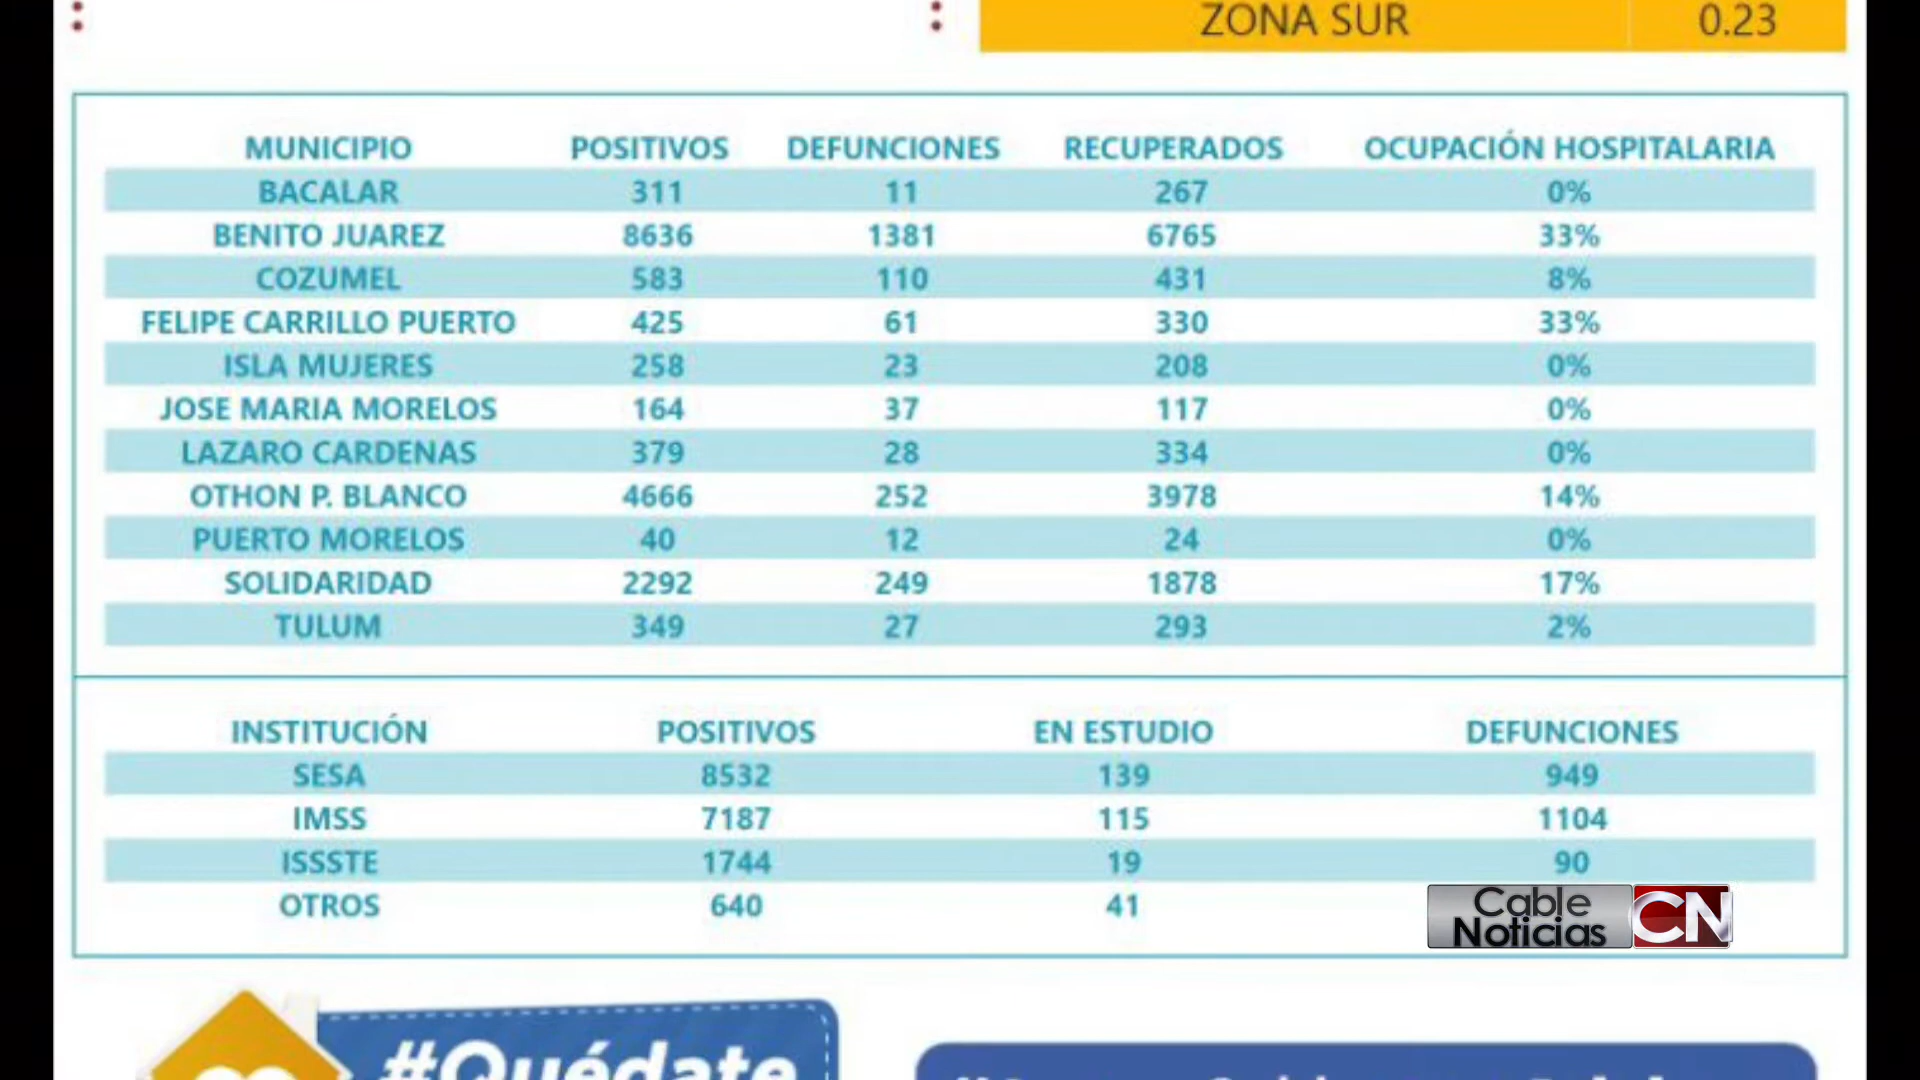 ZONA SUR 0.23
MUNICIPIO POSITIVOS DEFUNCIONES RECUPERADOS OCUPACIÓN HOSPITALARIA
BACALAR 311 11 267 0%
BENITO JUAREZ 8636 1381 6765 33%
COZUMEL 583 110 431 8%
FELIPE CARRILLO PUERTO 425 61 330 33%
ISLA MUJERES 258 23 208 0%
JOSE MARIA MORELOS 164 37 117 0%
LAZARO CARDENAS 379 28 334 0%
OTHON P. BLANCO 4666 252 3978 14%
PUERTO MORELOS 40 12 24 0%
SOLIDARIDAD 2292 249 1878 17%
TULUM 349 27 293 2%
INSTITUCIÓN POSITIVOS EN ESTUDIO DEFUNCIONES
SESA 8532 139 949
IMSS 7187 115 1104
ISSSTE 1744 19 90
OTROS 640 41
Cable
Noticias CN
#Quédate